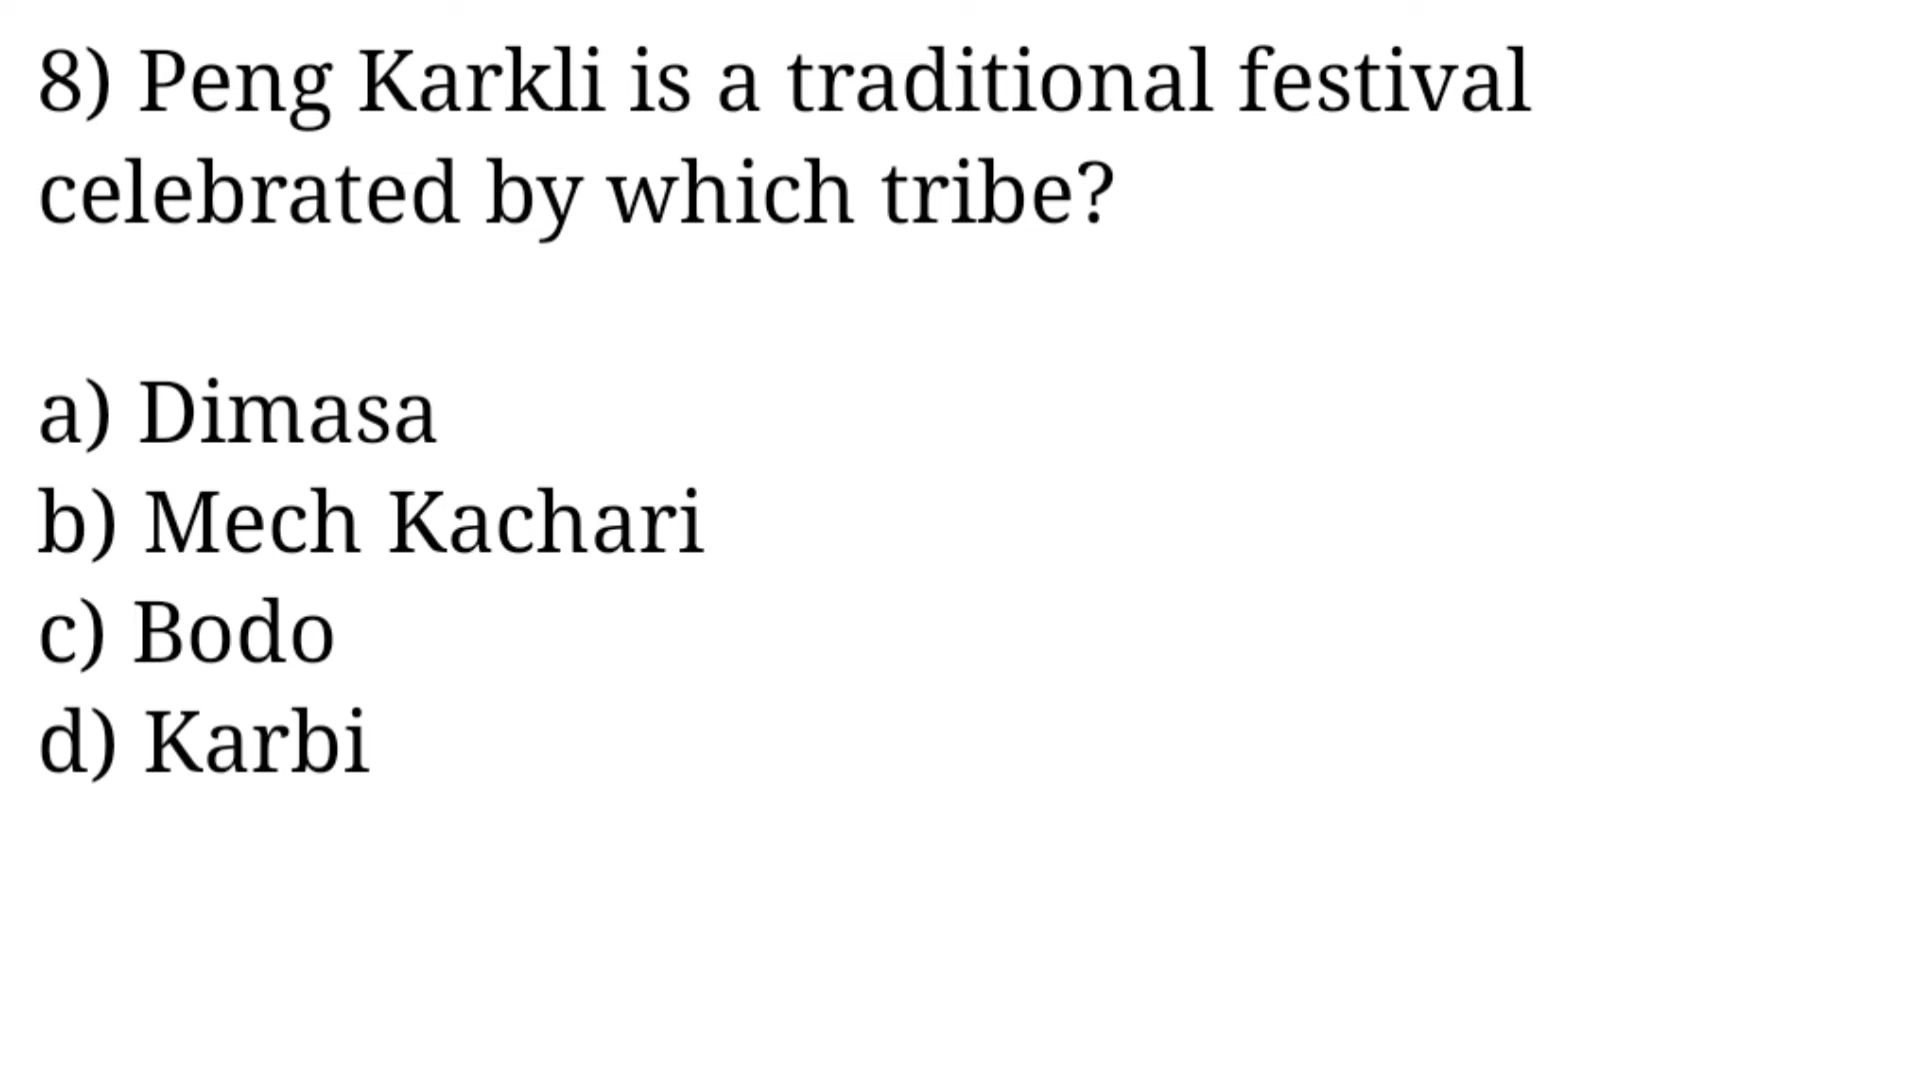 8) Peng Karkli is a traditional festival
celebrated by which tribe?
a) Dimasa
b) Mech Kachari
c) Bodo
d) Karbi